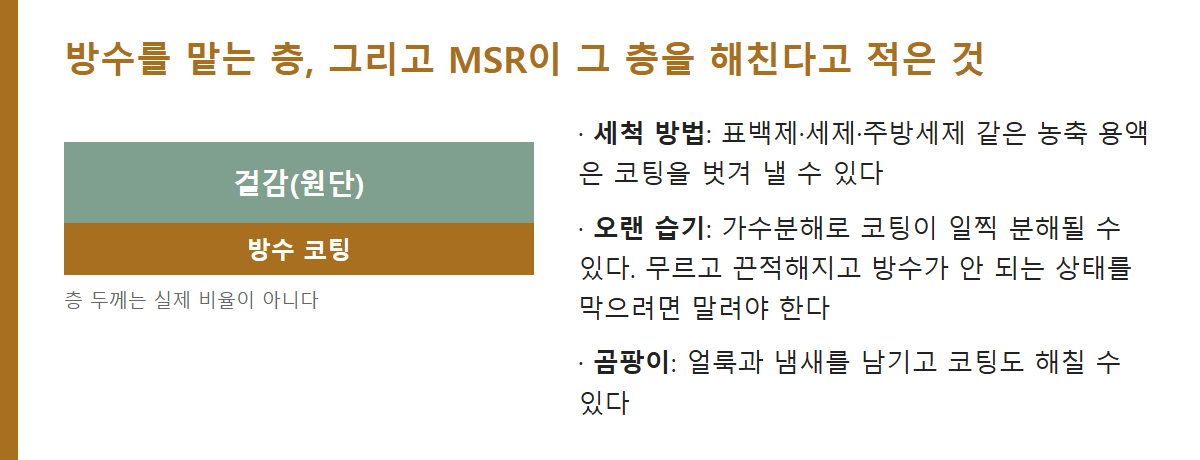 방수를 맡는 층, 그리고 MSR이 그 층을 해친다고 적은 것
걸감(원단)
방수 코팅
층 두께는 실제 비율이 아니다
· 세척 방법: 표백제·세제·주방세제 같은 농축 용액
은 코팅을 벗겨 낼 수 있다
· 오랜 습기: 가수분해로 코팅이 일찍 분해될 수
있다. 무르고 끈적해지고 방수가 안 되는 상태를
막으려면 말려야 한다
· 곰팡이: 얼룩과 냄새를 남기고 코팅도 해칠 수
있다